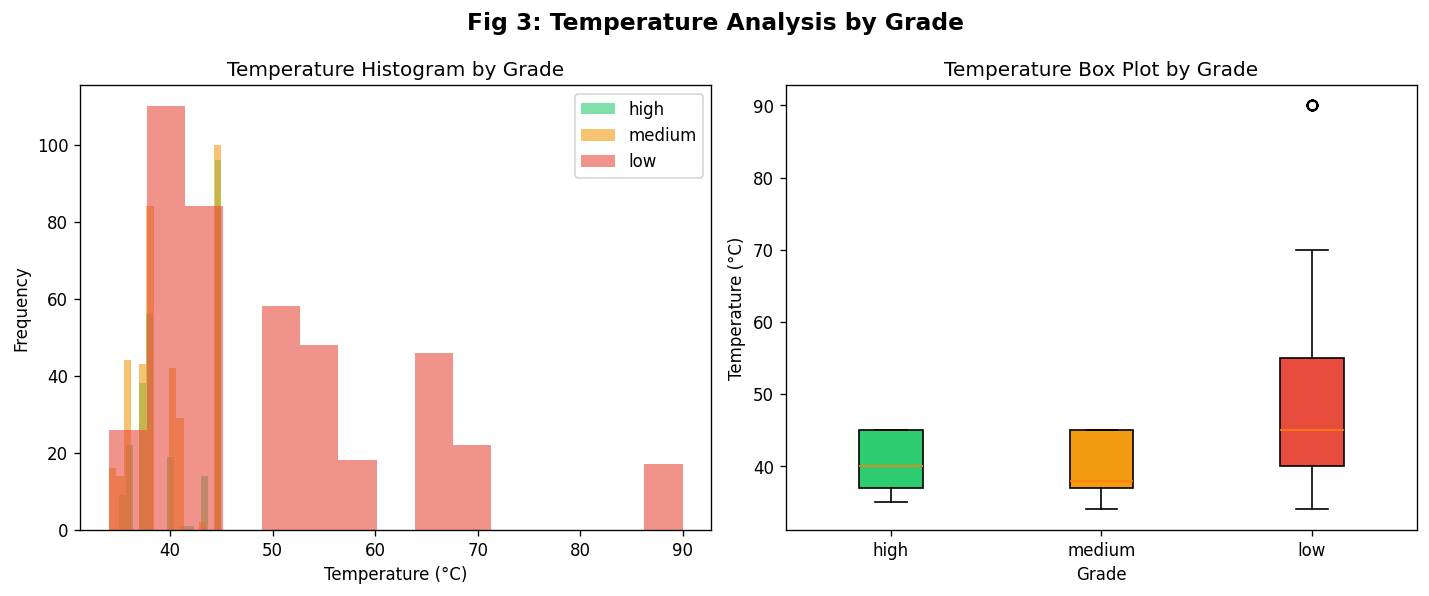 Fig 3: Temperature Analysis by Grade
Temperature Histogram by Grade
Frequency
100
80
60
40
20
0
40
50
60
70
80
90
Temperature (°C)
high
medium
low
Temperature Box Plot by Grade
Temperature (°C)
90
80
70
60
50
40
high
medium
low
Grade